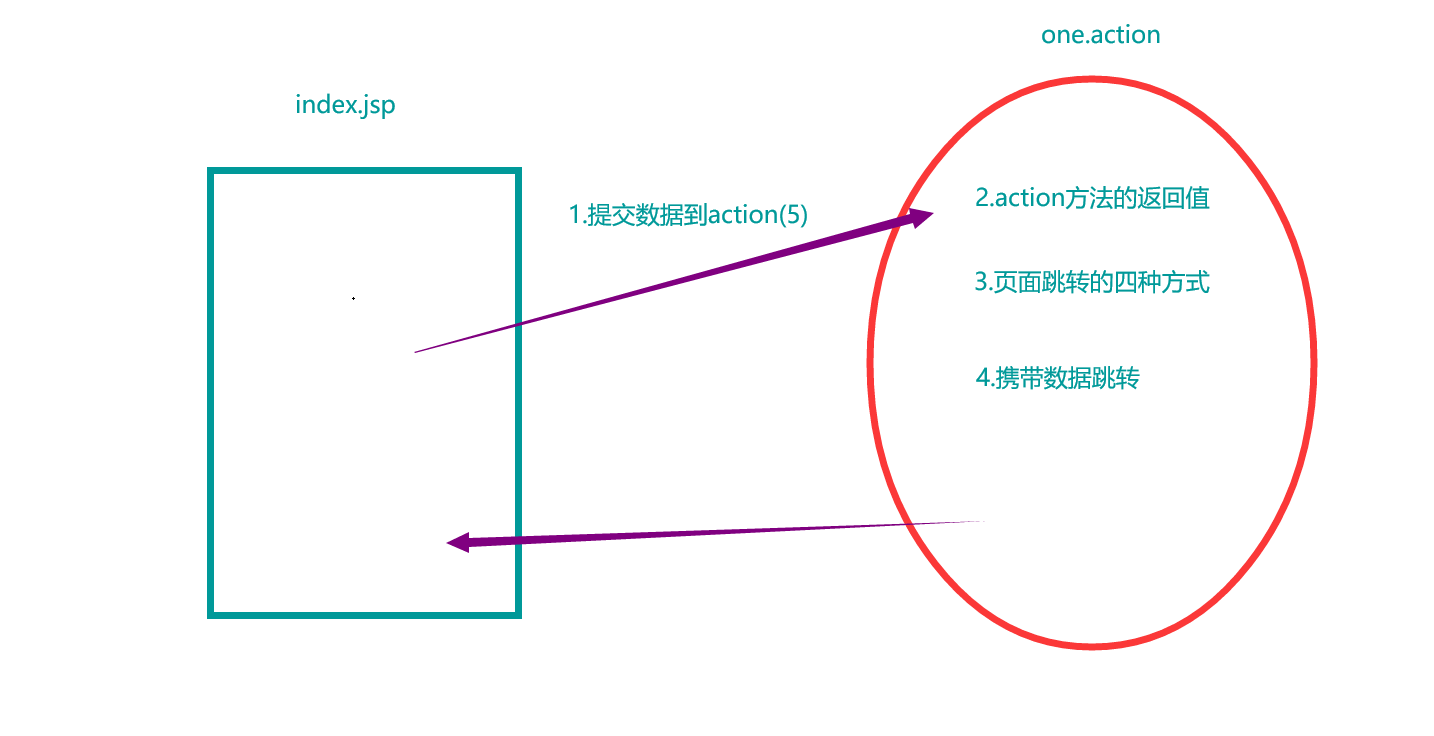 one.action
index.jsp
1.提交数据到action(5)
2.action方法的返回值
3.页面跳转的四种方式
4.携带数据跳转